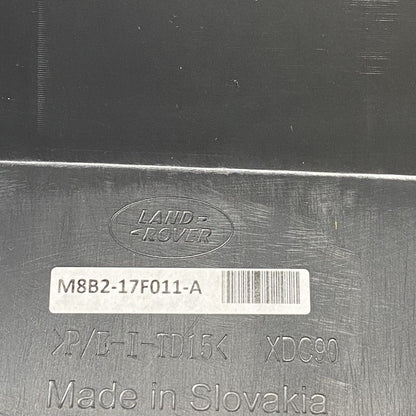 LAND-
-ROVER
M8B2-17F011-A
>P/E-I-TD15< XDC90
Made in Slovakia